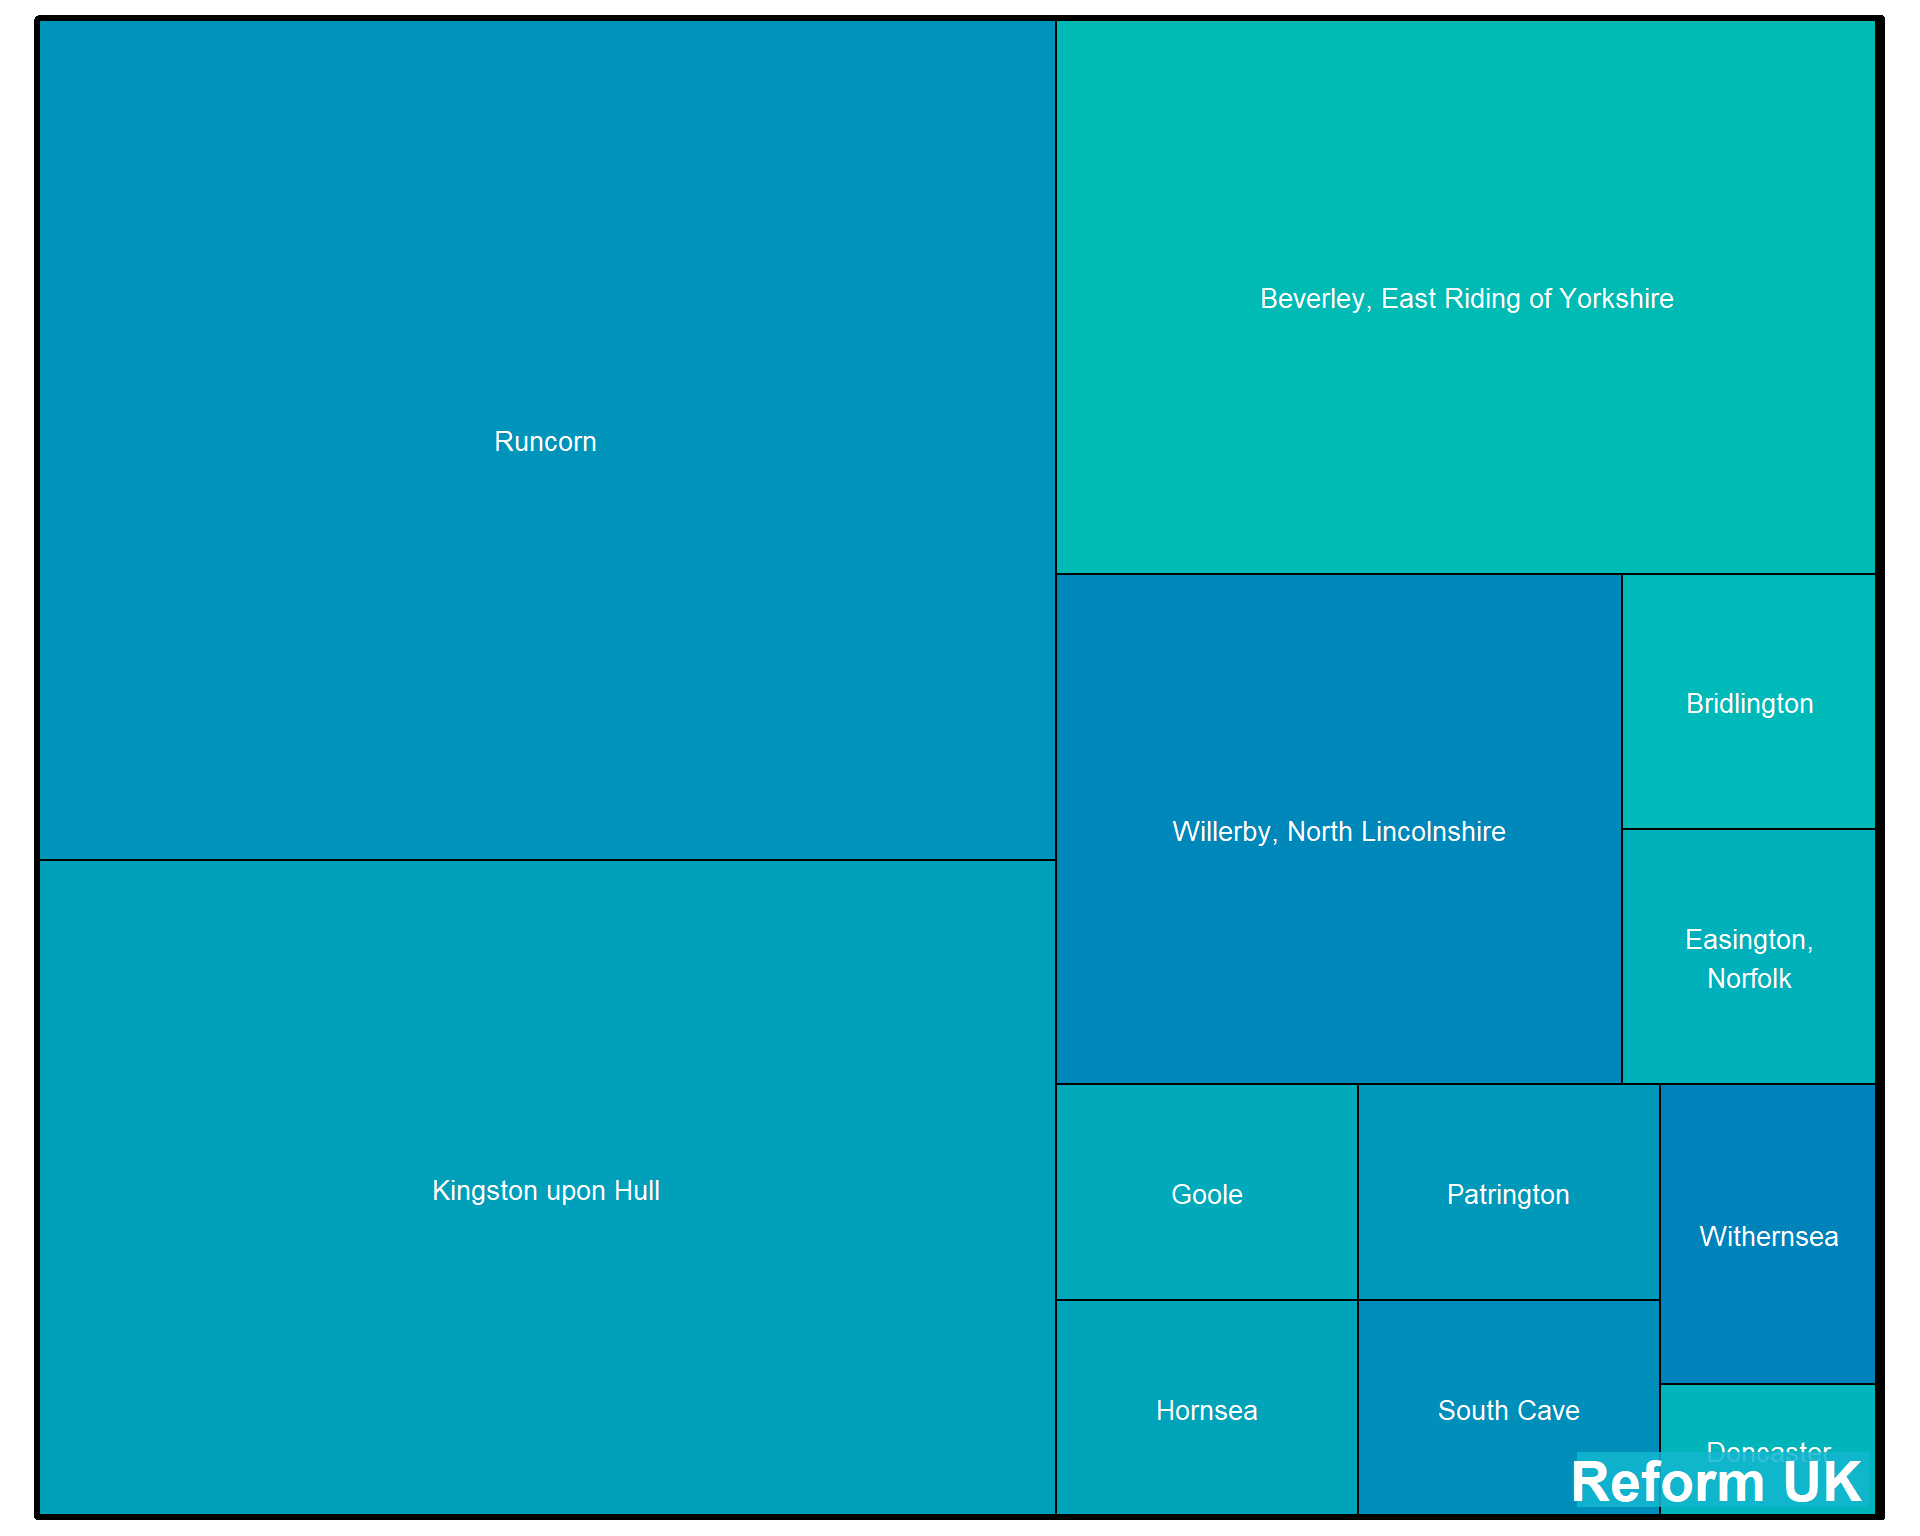 Runcorn
Beverley, East Riding of Yorkshire
Bridlington
Willerby, North Lincolnshire
Easington,
Norfolk
Kingston upon Hull
Goole
Patrington
Withernsea
Hornsea
South Cave
Doncaster
Reform UK